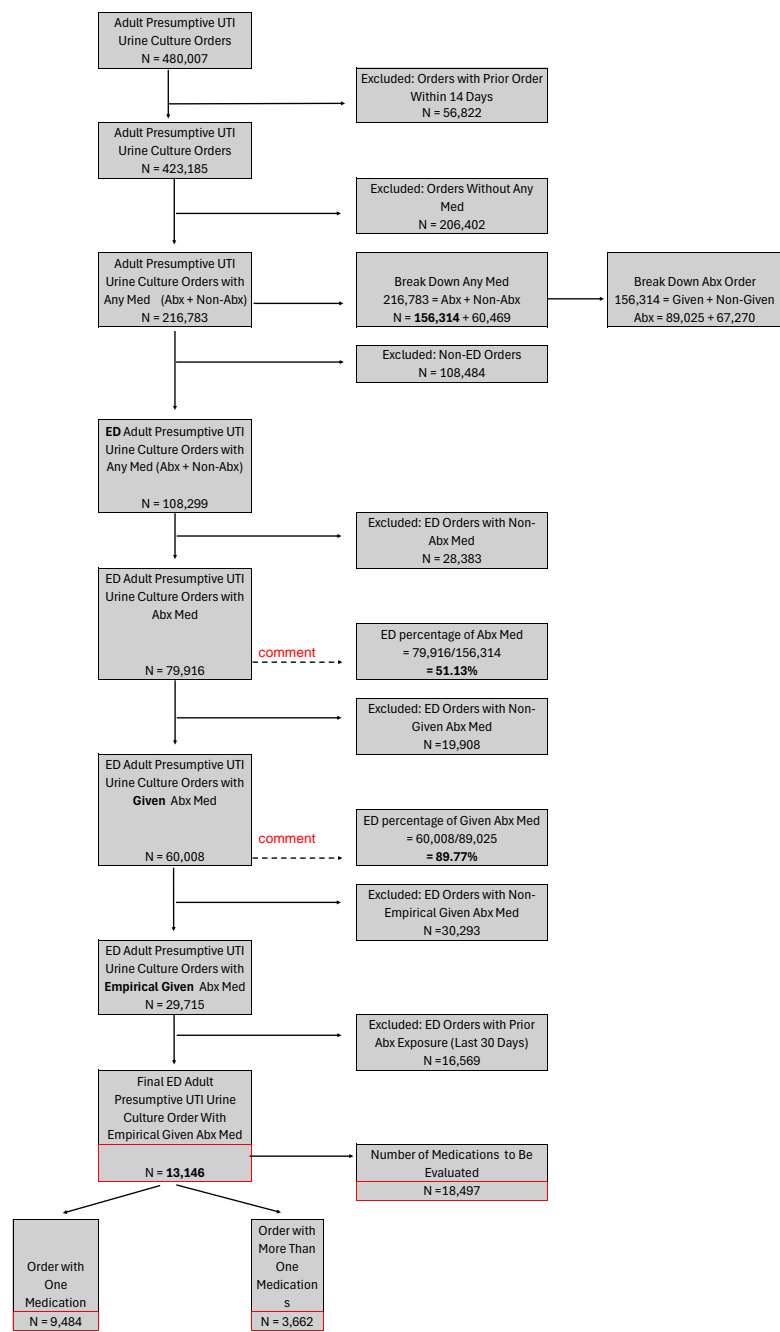 Adult Presumptive UTI
Urine Culture Orders
N = 480,007
Excluded: Orders with Prior Order
Within 14 Days
N = 56,822
Adult Presumptive UTI
Urine Culture Orders
N = 423,185
Excluded: Orders Without Any
Med
N = 206,402
Adult Presumptive UTI
Urine Culture Orders with
Any Med (Abx + Non-Abx)
N = 216,783
Break Down Any Med
216,783 = Abx + Non-Abx
N = 156,314 + 60,469
Break Down Abx Order
156,314 = Given + Non-Given
Abx = 89,025 + 67,270
Excluded: Non-ED Orders
N = 108,484
ED Adult Presumptive UTI
Urine Culture Orders with
Any Med (Abx + Non-Abx)
N = 108,299
Excluded: ED Orders with Non-
Abx Med
N = 28,383
ED Adult Presumptive UTI
Urine Culture Orders with
Abx Med
N = 79,916
comment
ED percentage of Abx Med
= 79,916/156,314
= 51.13%
Excluded: ED Orders with Non-
Given Abx Med
N =19,908
ED Adult Presumptive UTI
Urine Culture Orders with
Given Abx Med
N = 60,008
comment
ED percentage of Given Abx Med
= 60,008/89,025
= 89.77%
Excluded: ED Orders with Non-
Empirical Given Abx Med
N =30,293
ED Adult Presumptive UTI
Urine Culture Orders with
Empirical Given Abx Med
N = 29,715
Excluded: ED Orders with Prior
Abx Exposure (Last 30 Days)
N =16,569
Final ED Adult
Presumptive UTI Urine
Culture Order With
Empirical Given Abx Med
N = 13,146
Number of Medications to Be
Evaluated
N =18,497
Order with
One
Medication
N = 9,484
Order with
More Than
One
Medication
s
N = 3,662